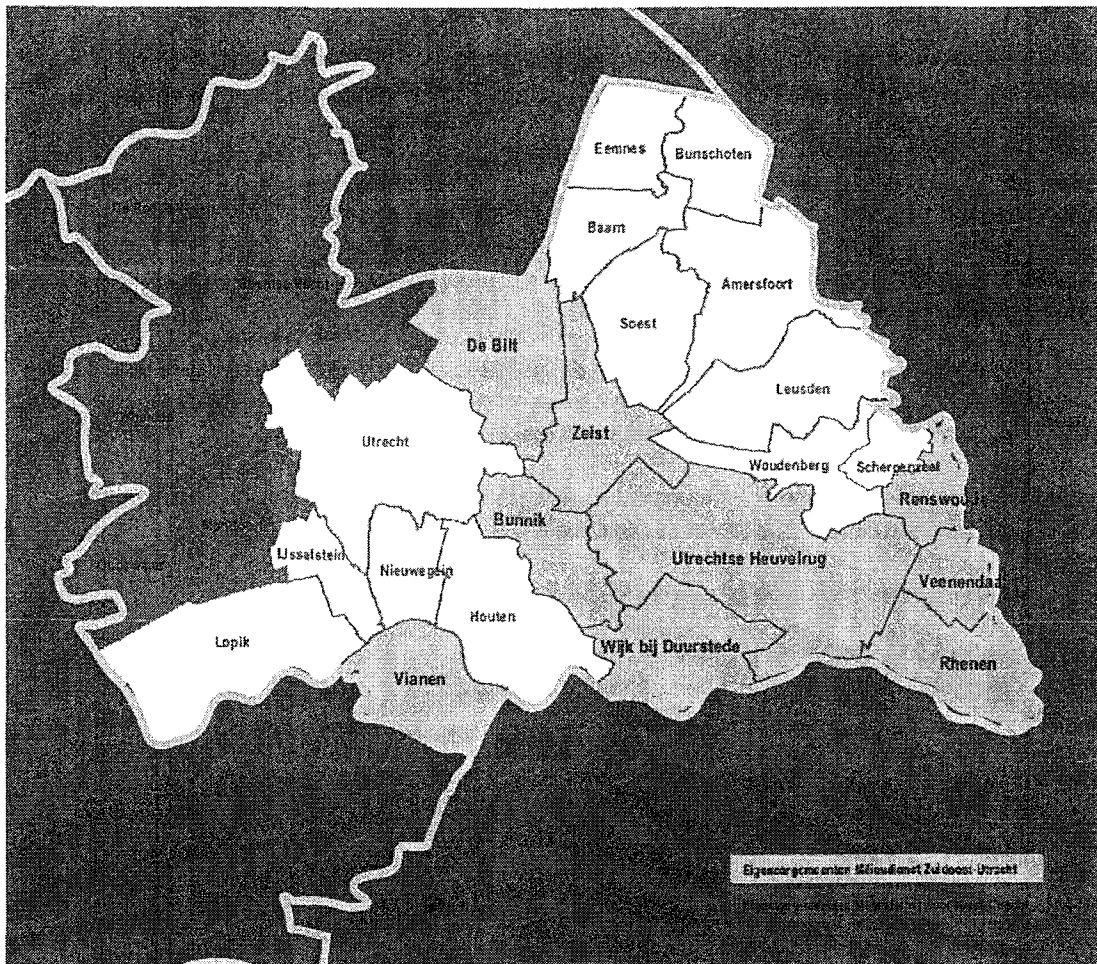 Eemnes
Bunschoten
Baarn
Amersfoort
Soest
De Bilt
Leusden
Zeist
Utrecht
Woudenberg
Scherpenzeel
Renswoude
Bunnik
IJsselstein
Nieuwegein
Utrechtse Heuvelrug
Veenendaal
Houten
Lopik
Wijk bij Duurstede
Rhenen
Vianen
Eigenaargemeenten Milieudienst Zuidoost-Utrecht